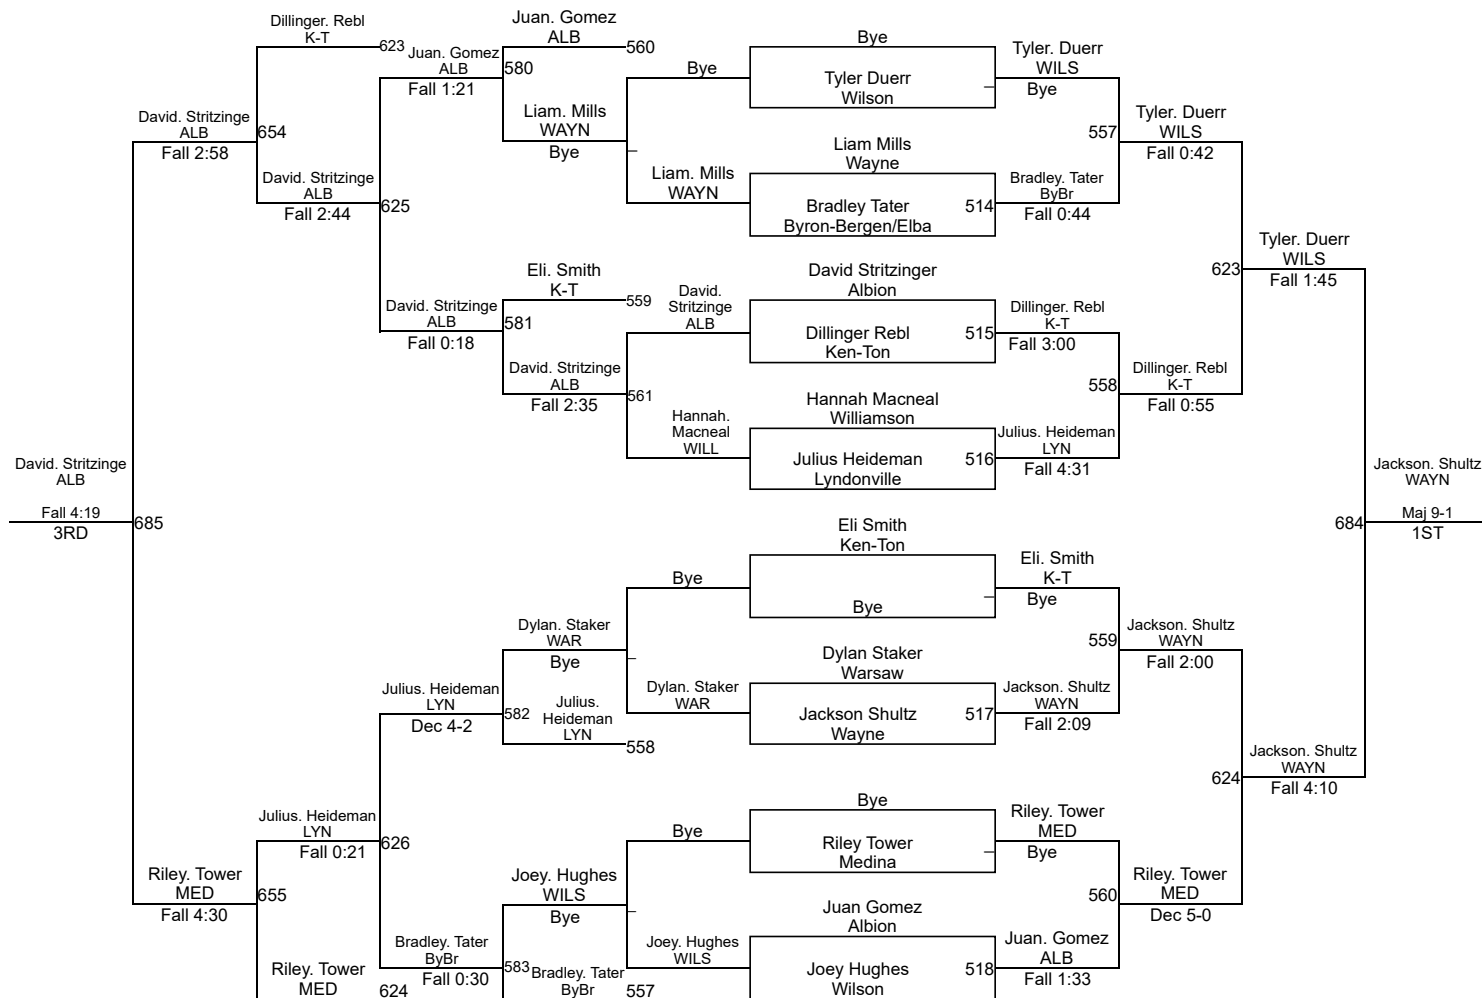 Dillinger. Rebl
K-T
623
Juan. Gomez
ALB
560
Juan. Gomez
ALB
Fall 1:21
580
Bye
Bye
Tyler Duerr
Wilson
_
Tyler. Duerr
WILS
Bye
Liam. Mills
WAYN
Bye
_
David. Stritzinge
ALB
Fall 2:58
654
557
Tyler. Duerr
WILS
Fall 0:42
Liam Mills
Wayne
Liam. Mills
WAYN
Bradley Tater
Byron-Bergen/Elba
514
Bradley. Tater
ByBr
Fall 0:44
David. Stritzinge
ALB
Fall 2:44
625
Tyler. Duerr
WILS
Fall 1:45
623
Eli. Smith
K-T
559
David.
Stritzinge
ALB
David Stritzinger
Albion
Dillinger Rebl
Ken-Ton
515
Dillinger. Rebl
K-T
Fall 3:00
David. Stritzinge
ALB
Fall 0:18
581
David. Stritzinge
ALB
Fall 2:35
561
558
Dillinger. Rebl
K-T
Fall 0:55
Hannah.
Macneal
WILL
Hannah Macneal
Williamson
Julius Heideman
Lyndonville
516
Julius. Heideman
LYN
Fall 4:31
David. Stritzinge
ALB
Fall 4:19
3RD
685
684
Jackson. Shultz
WAYN
Maj 9-1
1ST
Eli Smith
Ken-Ton
Bye
Bye
_
Eli. Smith
K-T
Bye
Dylan. Staker
WAR
Bye
_
559
Jackson. Shultz
WAYN
Fall 2:00
Dylan Staker
Warsaw
Dylan. Staker
WAR
Jackson Shultz
Wayne
517
Jackson. Shultz
WAYN
Fall 2:09
Julius. Heideman
LYN
Dec 4-2
582
Julius.
Heideman
LYN
558
624
Jackson. Shultz
WAYN
Fall 4:10
Bye
Bye
Riley Tower
Medina
_
Riley. Tower
MED
Bye
Julius. Heideman
LYN
Fall 0:21
626
Riley. Tower
MED
Fall 4:30
655
Joey. Hughes
WILS
Bye
_
560
Riley. Tower
MED
Dec 5-0
Juan Gomez
Albion
Joey. Hughes
WILS
Joey Hughes
Wilson
518
Juan. Gomez
ALB
Fall 1:33
Bradley. Tater
ByBr
Fall 0:30
583
Bradley. Tater
ByBr
557
Riley. Tower
MED
624